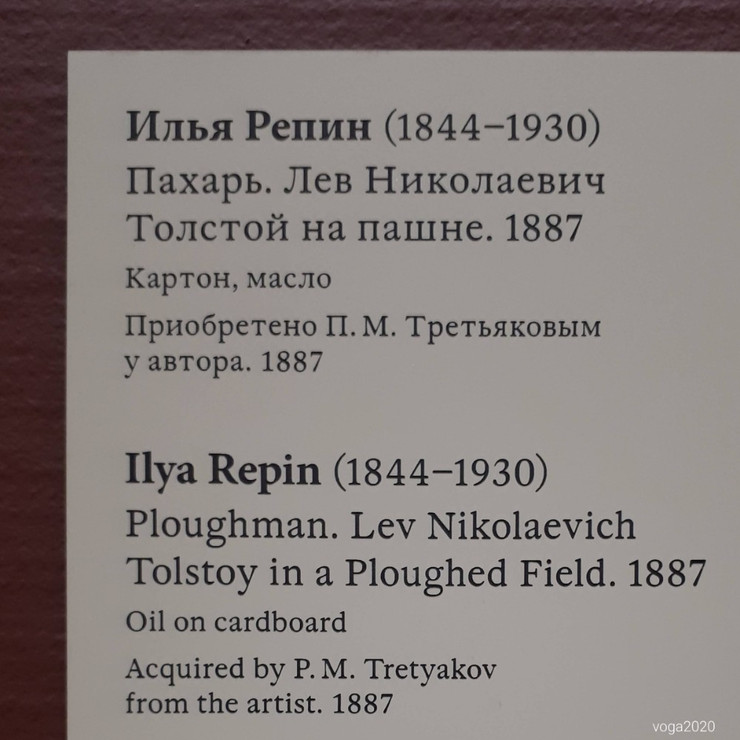 Илья Репин (1844–1930)
Пахарь. Лев Николаевич
Толстой на пашне. 1887
Картон, масло
Приобретено П. М. Третьяковым
у автора. 1887
Ilya Repin (1844–1930)
Ploughman. Lev Nikolaevich
Tolstoy in a Ploughed Field. 1887
Oil on cardboard
Acquired by P. M. Tretyakov
from the artist. 1887
voga2020